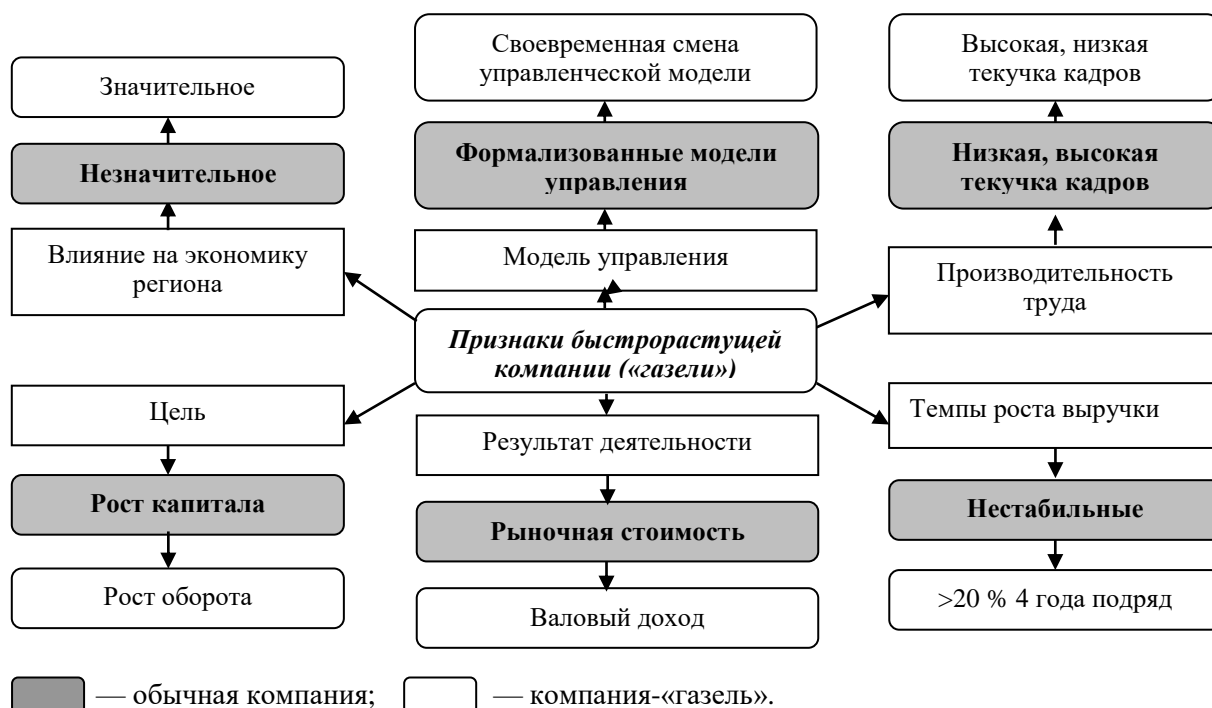 Своевременная смена
управленческой модели
Высокая, низкая
текучка кадров
Значительное
Формализованные модели
управления
Низкая, высокая
текучка кадров
Незначительное
Влияние на экономику
региона
Модель управления
Производительность
труда
Признаки быстрорастущей
компании («газели»)
Цель
Результат деятельности
Темпы роста выручки
Рост капитала
Рыночная стоимость
Нестабильные
Рост оборота
Валовый доход
>20 % 4 года подряд
— обычная компания;
— компания-«газель».